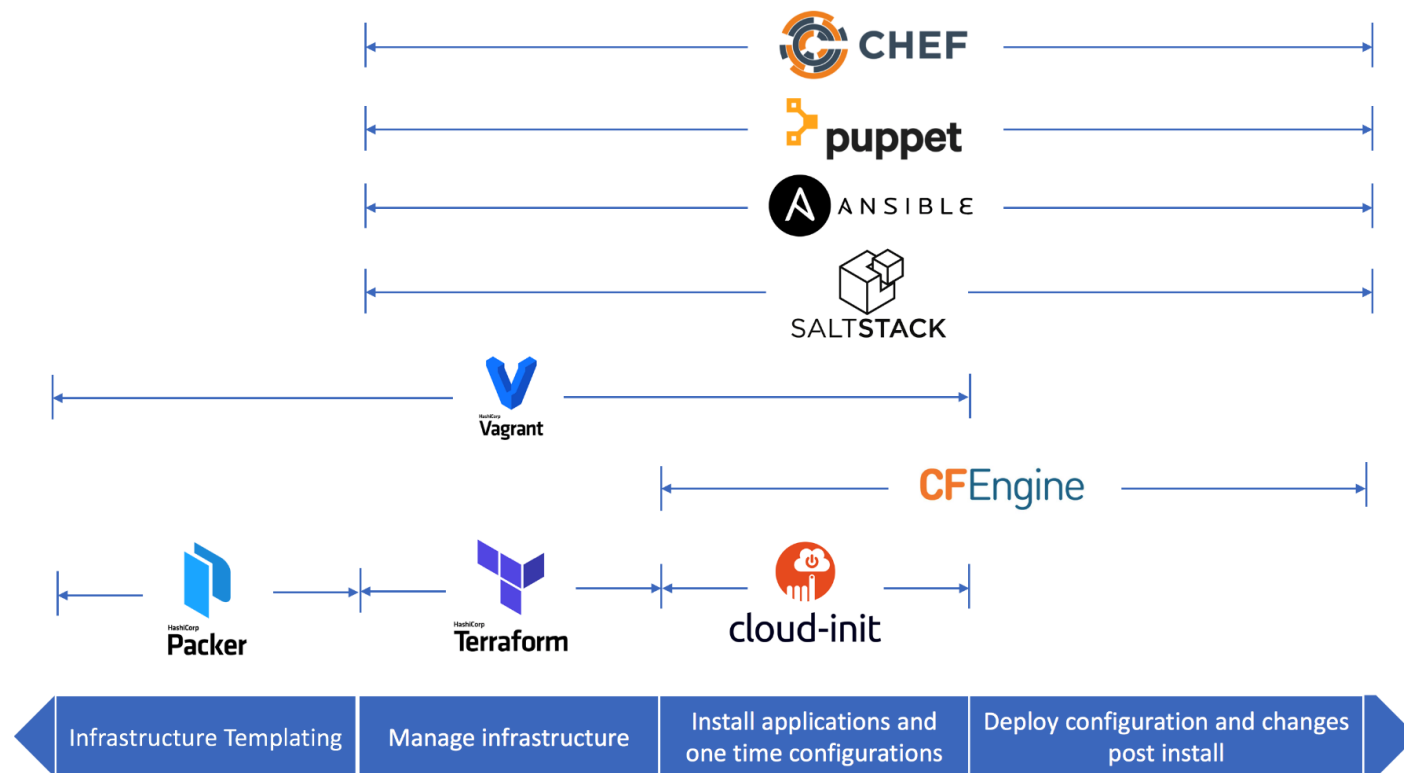 CHEF
puppet
ANSIBLE
SALTSTACK
HashiCorp
Vagrant
CFEngine
HashiCorp
Packer
HashiCorp
Terraform
cloud-init
Infrastructure Templating
Manage infrastructure
Install applications and
one time configurations
Deploy configuration and changes
post install